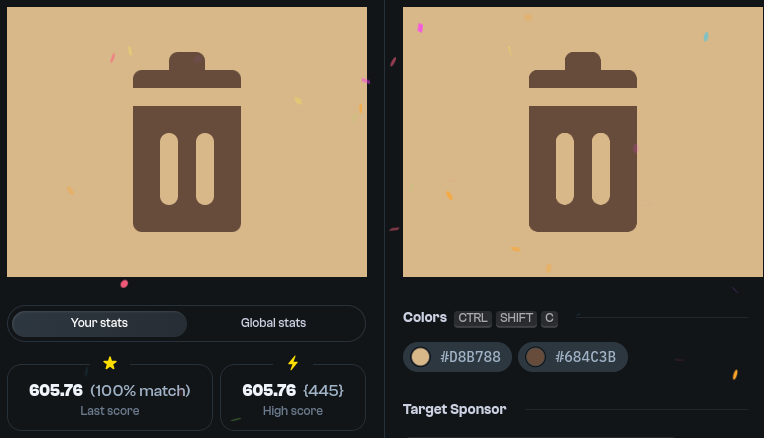 Your stats
Global stats
605.76 (100% match)
Last score
605.76 {445}
High score
Colors CTRL SHIFT C
#D8B788
#684C3B
Target Sponsor